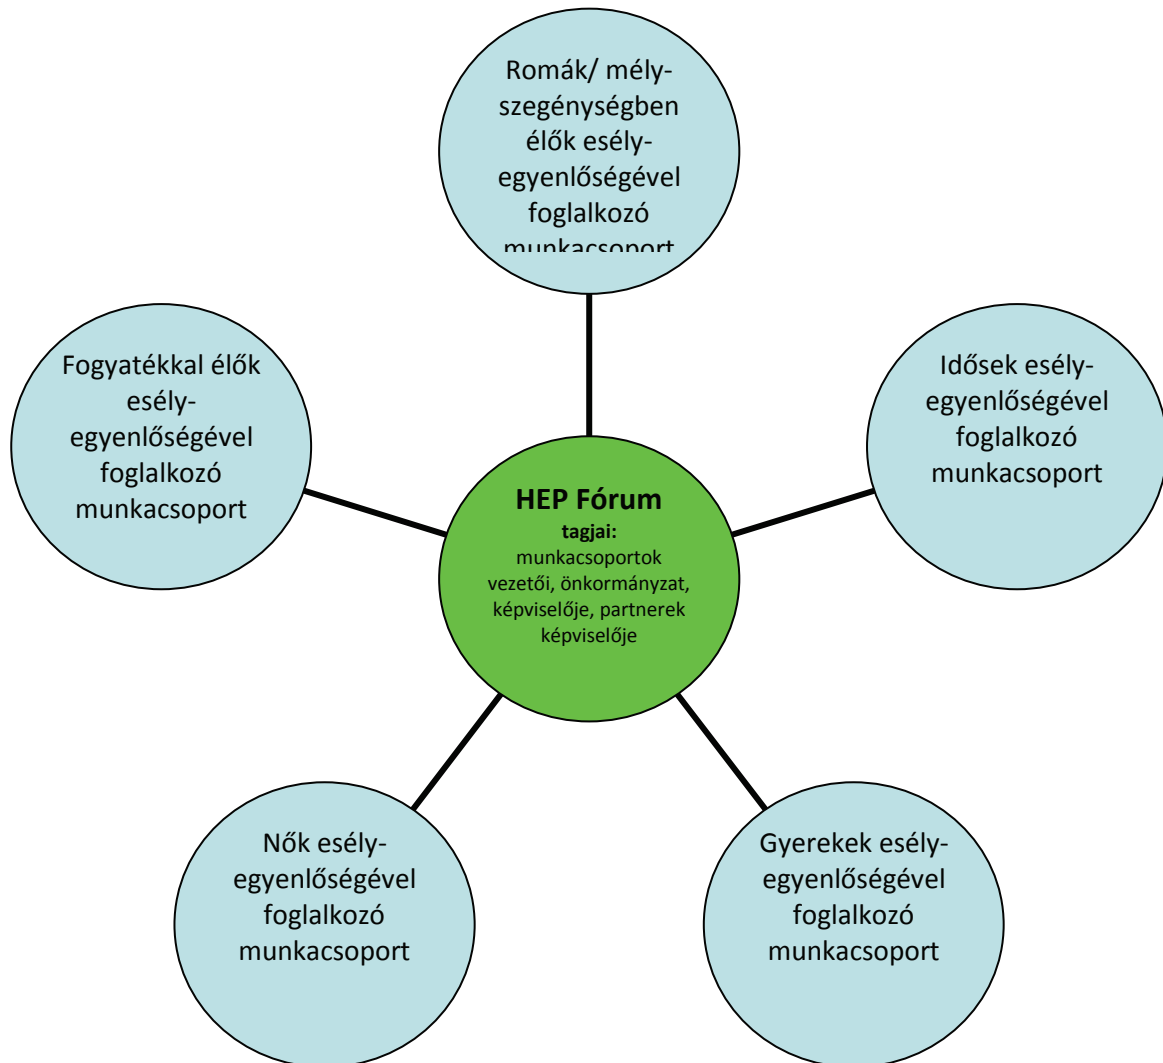 Romák/ mély-
szegénységben
élők esély-
egyenlőségével
foglalkozó
munkacsoport
Fogyatékkal élők
esély-
egyenlőségével
foglalkozó
munkacsoport
Idősek esély-
egyenlőségével
foglalkozó
munkacsoport
HEP Fórum
tagjai:
munkacsoportok
vezetői, önkormányzat,
képviselője, partnerek
képviselője
Nők esély-
egyenlőségével
foglalkozó
munkacsoport
Gyerekek esély-
egyenlőségével
foglalkozó
munkacsoport